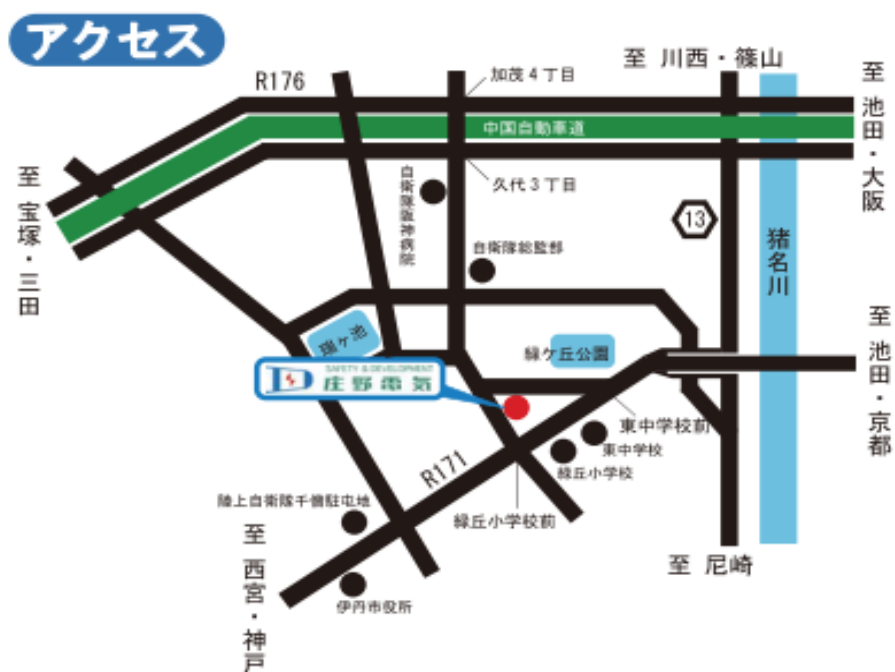 アクセス
至 川西・篠山
加茂4丁目
R176
至 池田・大阪
中国自動車道
至 宝塚・三田
自衛隊阪神病院
久代3丁目
13
猪名川
自衛隊総監部
瑞ヶ池
緑ケ丘公園
至 池田・京都
SAFETY & DEVELOPMENT
庄野電気
東中学校前
東中学校
緑丘小学校
R171
陸上自衛隊千僧駐屯地
緑丘小学校前
至 西宮・神戸
至 尼崎
伊丹市役所